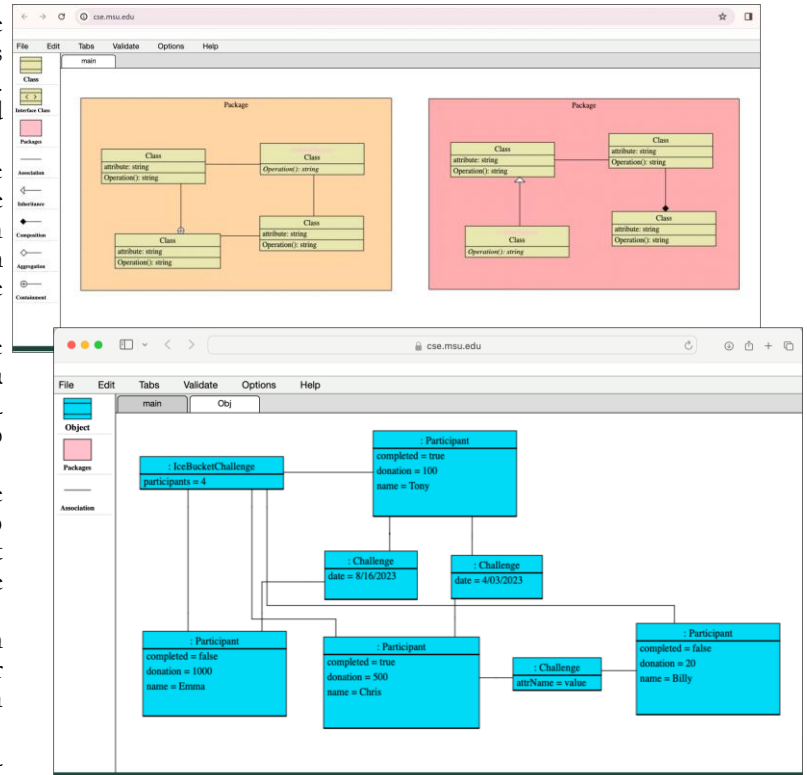 cse.msu.edu
File Edit Tabs Validate Options Help
main
Class
Interface Class
Packages
Association
Inheritance
Composition
Aggregation
Containment
Package
Class
attribute: string
Operation(): string
Class
Operation(): string
Class
attribute: string
Operation(): string
Class
attribute: string
Operation(): string
Package
Class
attribute: string
Operation(): string
Class
attribute: string
Operation(): string
Class
Operation(): string
Class
attribute: string
Operation(): string
cse.msu.edu
File Edit Tabs Validate Options Help
main Obj
Object
Packages
Association
: Participant
completed = true
donation = 100
name = Tony
: IceBucketChallenge
participants = 4
: Challenge
date = 8/16/2023
: Challenge
date = 4/03/2023
: Participant
completed = false
donation = 1000
name = Emma
: Participant
completed = true
donation = 500
name = Chris
: Challenge
attrName = value
: Participant
completed = false
donation = 20
name = Billy